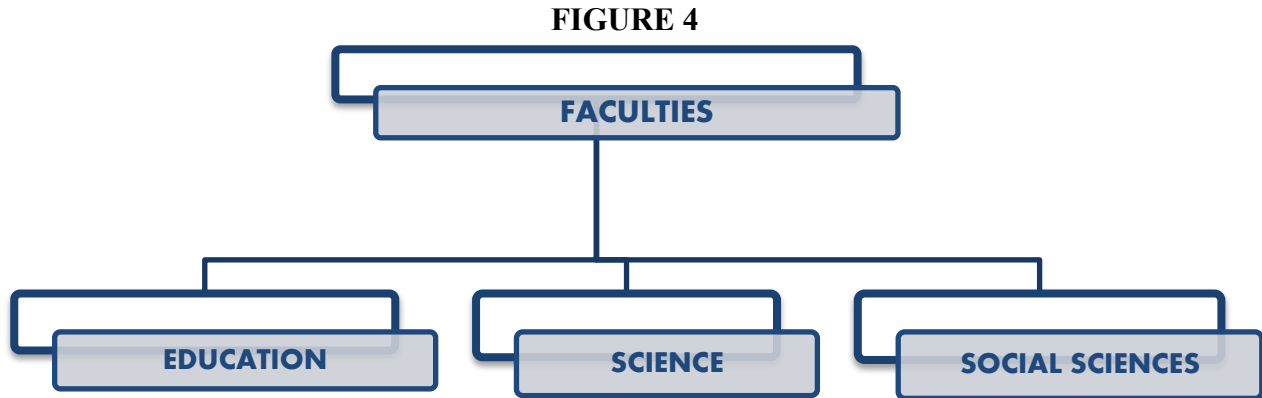 FIGURE 4
FACULTIES
EDUCATION
SCIENCE
SOCIAL SCIENCES